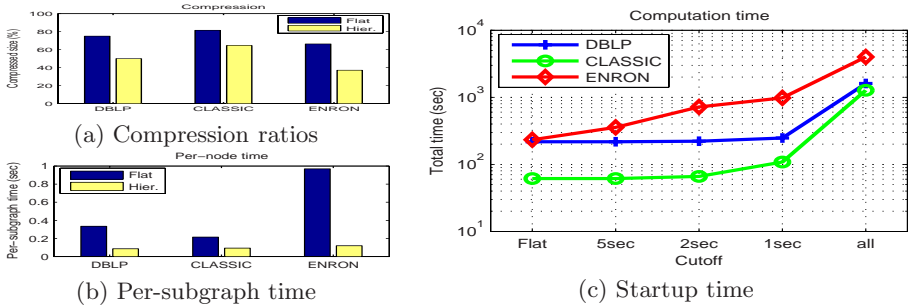 Compression
Compressed size (%)
100
80
60
40
20
0
Flat
Hier.
DBLP
CLASSIC
ENRON
(a) Compression ratios
Per-node time
Per-subgraph time (sec)
1
0.8
0.6
0.4
0.2
0
Flat
Hier.
DBLP
CLASSIC
ENRON
(b) Per-subgraph time
Computation time
Total time (sec)
10^4
10^3
10^2
10^1
DBLP
CLASSIC
ENRON
Flat
5sec
2sec
1sec
all
Cutoff
(c) Startup time